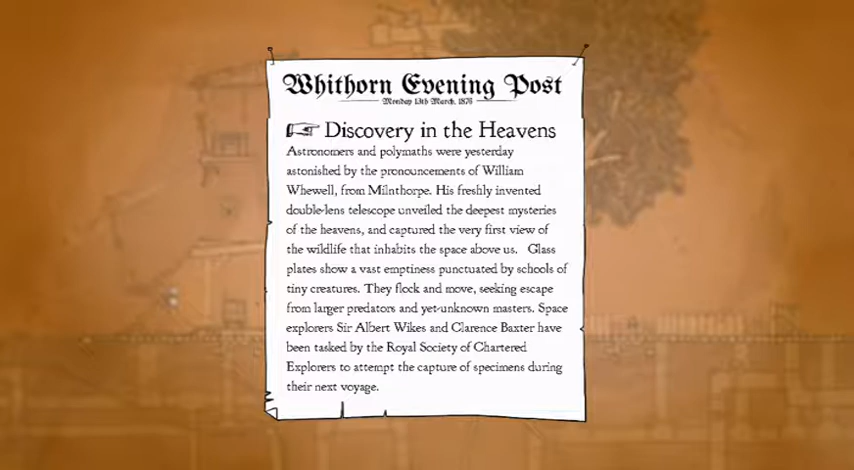 Whithorn Evening Post
Monday 13th March, 1876
Discovery in the Heavens
Astronomers and polymaths were yesterday
astonished by the pronouncements of William
Whewell, from Milnthorpe. His freshly invented
double-lens telescope unveiled the deepest mysteries
of the heavens, and captured the very first view of
the wildlife that inhabits the space above us. Glass
plates show a vast emptiness punctuated by schools of
tiny creatures. They flock and move, seeking escape
from larger predators and yet-unknown masters. Space
explorers Sir Albert Wikes and Clarence Baxter have
been tasked by the Royal Society of Chartered
Explorers to attempt the capture of specimens during
their next voyage.